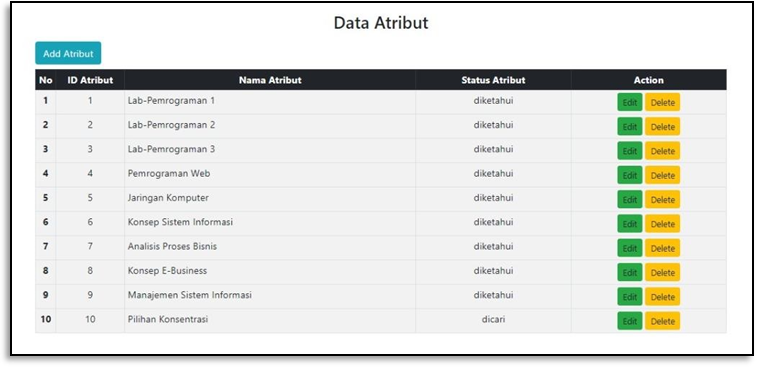 Data Atribut
Add Atribut
No ID Atribut Nama Atribut Status Atribut Action
1 1 Lab-Pemrograman 1 diketahui Edit Delete
2 2 Lab-Pemrograman 2 diketahui Edit Delete
3 3 Lab-Pemrograman 3 diketahui Edit Delete
4 4 Pemrograman Web diketahui Edit Delete
5 5 Jaringan Komputer diketahui Edit Delete
6 6 Konsep Sistem Informasi diketahui Edit Delete
7 7 Analisis Proses Bisnis diketahui Edit Delete
8 8 Konsep E-Business diketahui Edit Delete
9 9 Manajemen Sistem Informasi diketahui Edit Delete
10 10 Pilihan Konsentrasi dicari Edit Delete